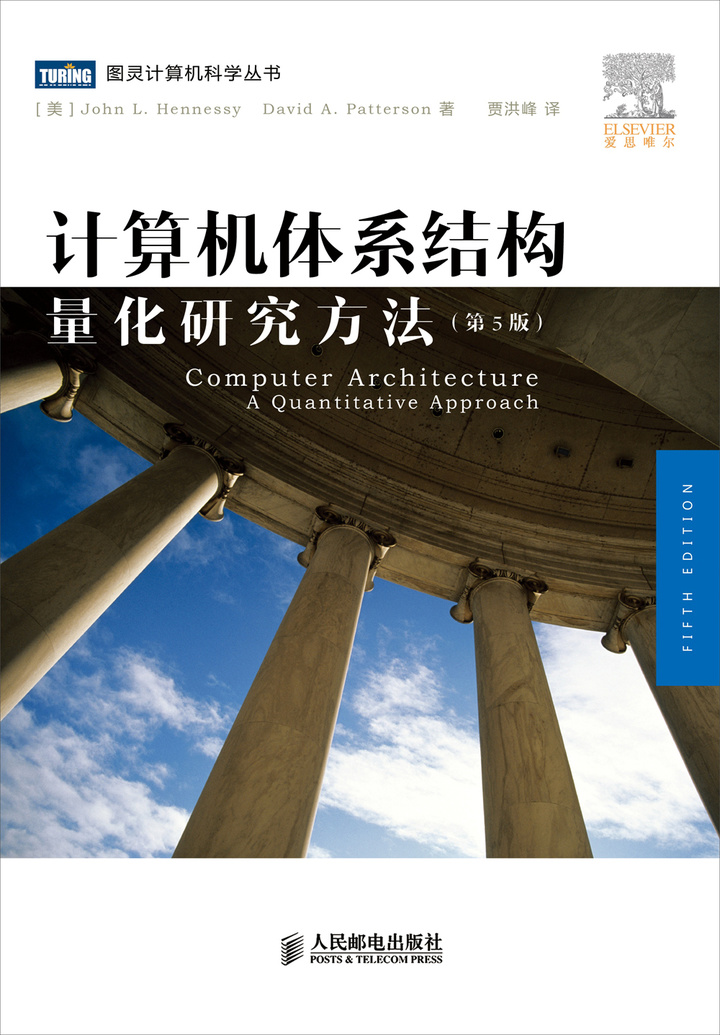 TURING 图灵计算机科学丛书
[美] John L. Hennessy David A. Patterson 著 贾洪峰 译
ELSEVIER
爱思唯尔
计算机体系结构
量化研究方法(第5版)
Computer Architecture
A Quantitative Approach
FIFTH EDITION
人民邮电出版社
POSTS & TELECOM PRESS